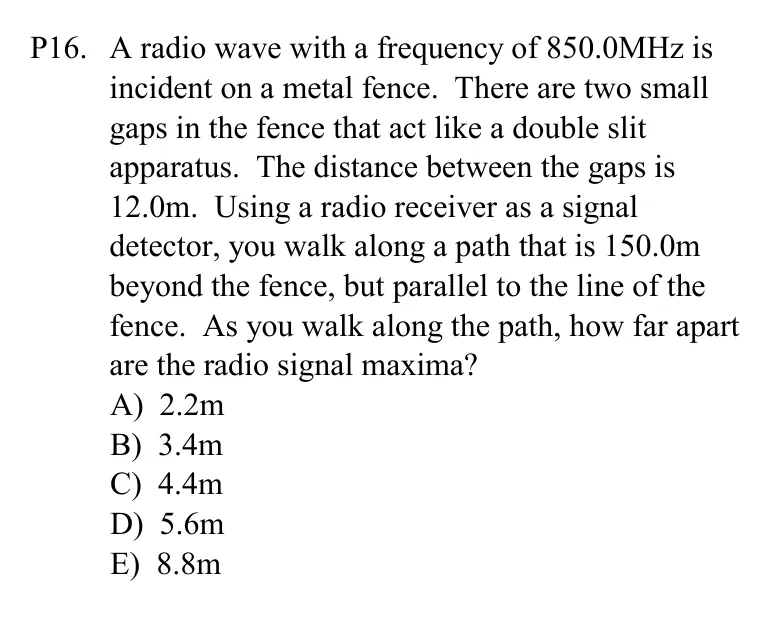 P16. A radio wave with a frequency of 850.0MHz is
incident on a metal fence. There are two small
gaps in the fence that act like a double slit
apparatus. The distance between the gaps is
12.0m. Using a radio receiver as a signal
detector, you walk along a path that is 150.0m
beyond the fence, but parallel to the line of the
fence. As you walk along the path, how far apart
are the radio signal maxima?
A) 2.2m
B) 3.4m
C) 4.4m
D) 5.6m
E) 8.8m